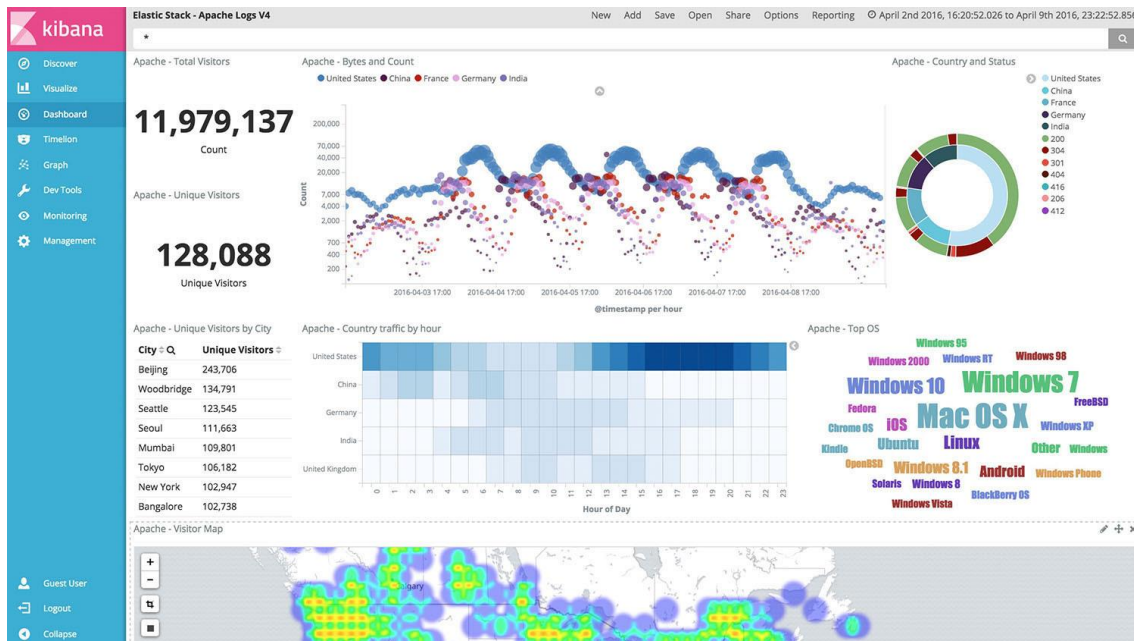 kibana
Discover
Visualize
Dashboard
Timelion
Graph
Dev Tools
Monitoring
Management
Guest User
Logout
Collapse
Elastic Stack - Apache Logs V4
New Add Save Open Share Options Reporting April 2nd 2016, 16:20:52.026 to April 9th 2016, 23:22:52.856
*
Apache - Total Visitors
11,979,137
Count
Apache - Unique Visitors
128,088
Unique Visitors
Apache - Bytes and Count
United States China France Germany India
Count
200,000
70,000
40,000
20,000
7,000
4,000
2,000
700
400
200
2016-04-03 17:00 2016-04-04 17:00 2016-04-05 17:00 2016-04-06 17:00 2016-04-07 17:00 2016-04-08 17:00
@timestamp per hour
Apache - Country and Status
United States
China
France
Germany
India
200
304
301
404
416
206
412
Apache - Unique Visitors by City
City Unique Visitors
Beijing 243,706
Woodbridge 134,791
Seattle 123,545
Seoul 111,663
Mumbai 109,801
Tokyo 106,182
New York 102,947
Bangalore 102,738
Apache - Country traffic by hour
United States
China
Germany
India
United Kingdom
0 1 2 3 4 5 6 7 8 9 10 11 12 13 14 15 16 17 18 19 20 21 22 23
Hour of Day
Apache - Top OS
Windows 95
Windows 2000 Windows RT Windows 98
Windows 10 Windows 7
Fedora iOS Mac OS X FreeBSD
Chrome OS Windows XP
Kindle Ubuntu Linux Other Windows
OpenBSD Windows 8.1 Android Windows Phone
Solaris Windows 8 BlackBerry OS
Windows Vista
Apache - Visitor Map
+
−